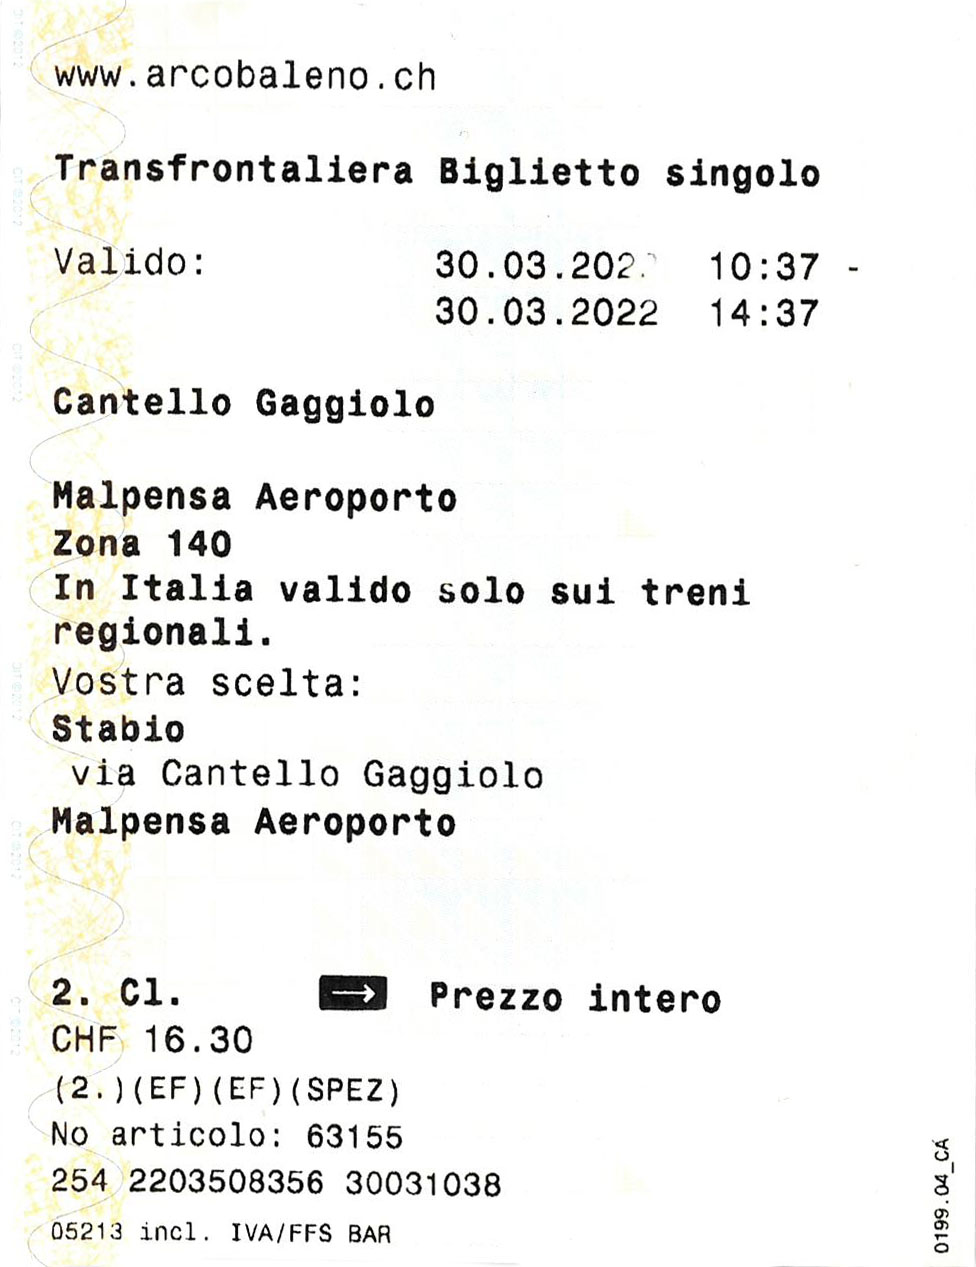 www.arcobaleno.ch
Transfrontaliera Biglietto singolo
Valido: 30.03.202 10:37 -
30.03.2022 14:37
Cantello Gaggiolo
Malpensa Aeroporto
Zona 140
In Italia valido solo sui treni
regionali.
Vostra scelta:
Stabio
via Cantello Gaggiolo
Malpensa Aeroporto
2. Cl. → Prezzo intero
CHF 16.30
(2.)(EF)(EF)(SPEZ)
No articolo: 63155
254 2203508356 30031038
05213 incl. IVA/FFS BAR
0199.04_CA